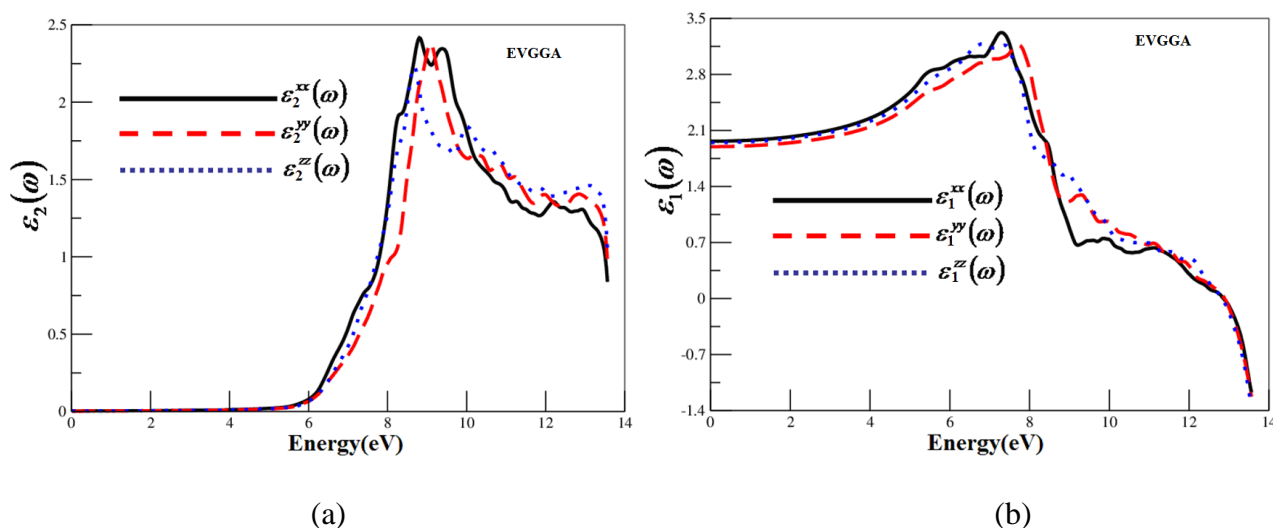 2.5
2
1.5
1
0.5
0
EVGGA
ε₂ˣˣ(ω)
ε₂ʸʸ(ω)
ε₂ᶻᶻ(ω)
ε₂(ω)
0 2 4 6 8 10 12 14
Energy(eV)
(a)
3.5
2.8
2.1
1.4
0.7
0
-0.7
-1.4
EVGGA
ε₁ˣˣ(ω)
ε₁ʸʸ(ω)
ε₁ᶻᶻ(ω)
ε₁(ω)
0 2 4 6 8 10 12 14
Energy(eV)
(b)